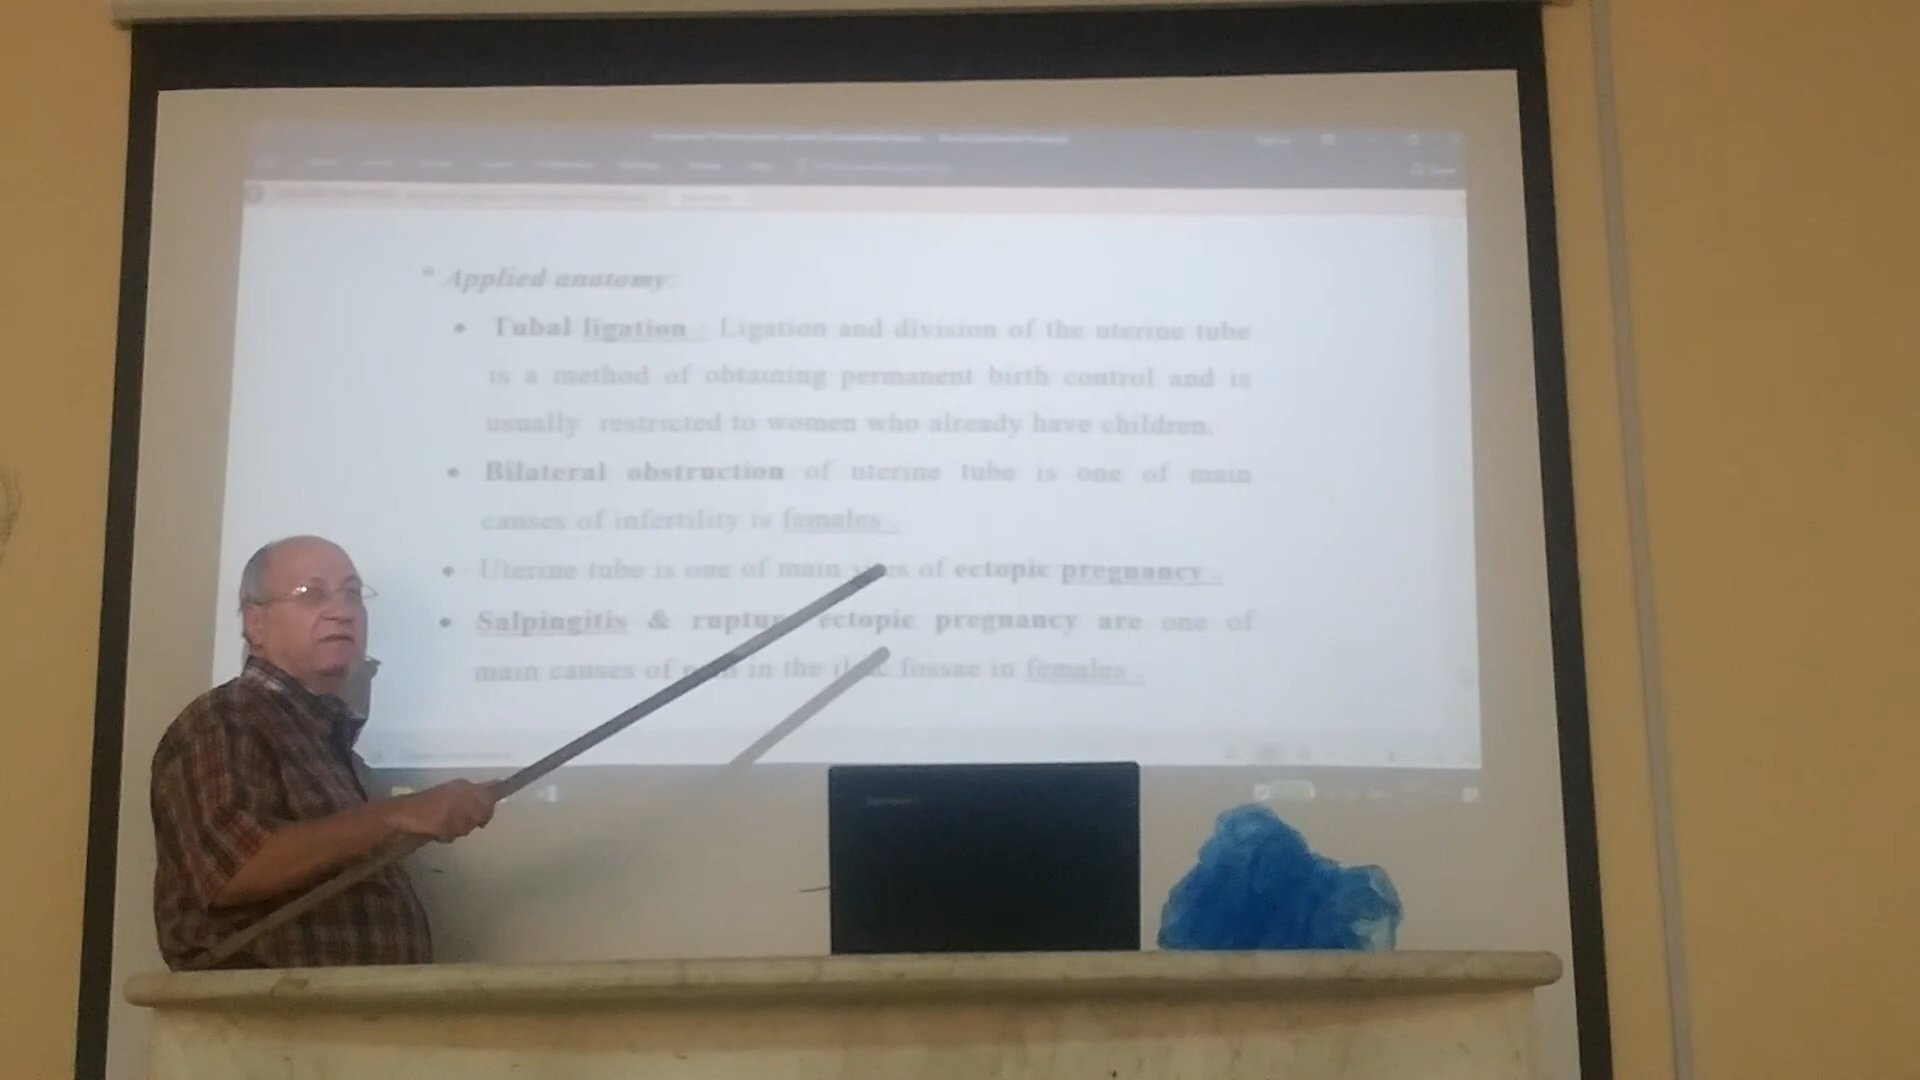 * Applied anatomy:
• Tubal ligation : Ligation and division of the uterine tube
is a method of obtaining permanent birth control and is
usually restricted to women who already have children.
• Bilateral obstruction of uterine tube is one of main
causes of infertility is females .
• Uterine tube is one of main of ectopic pregnancy .
• Salpingitis & ectopic pregnancy are one of
main causes of in the fossae in females .